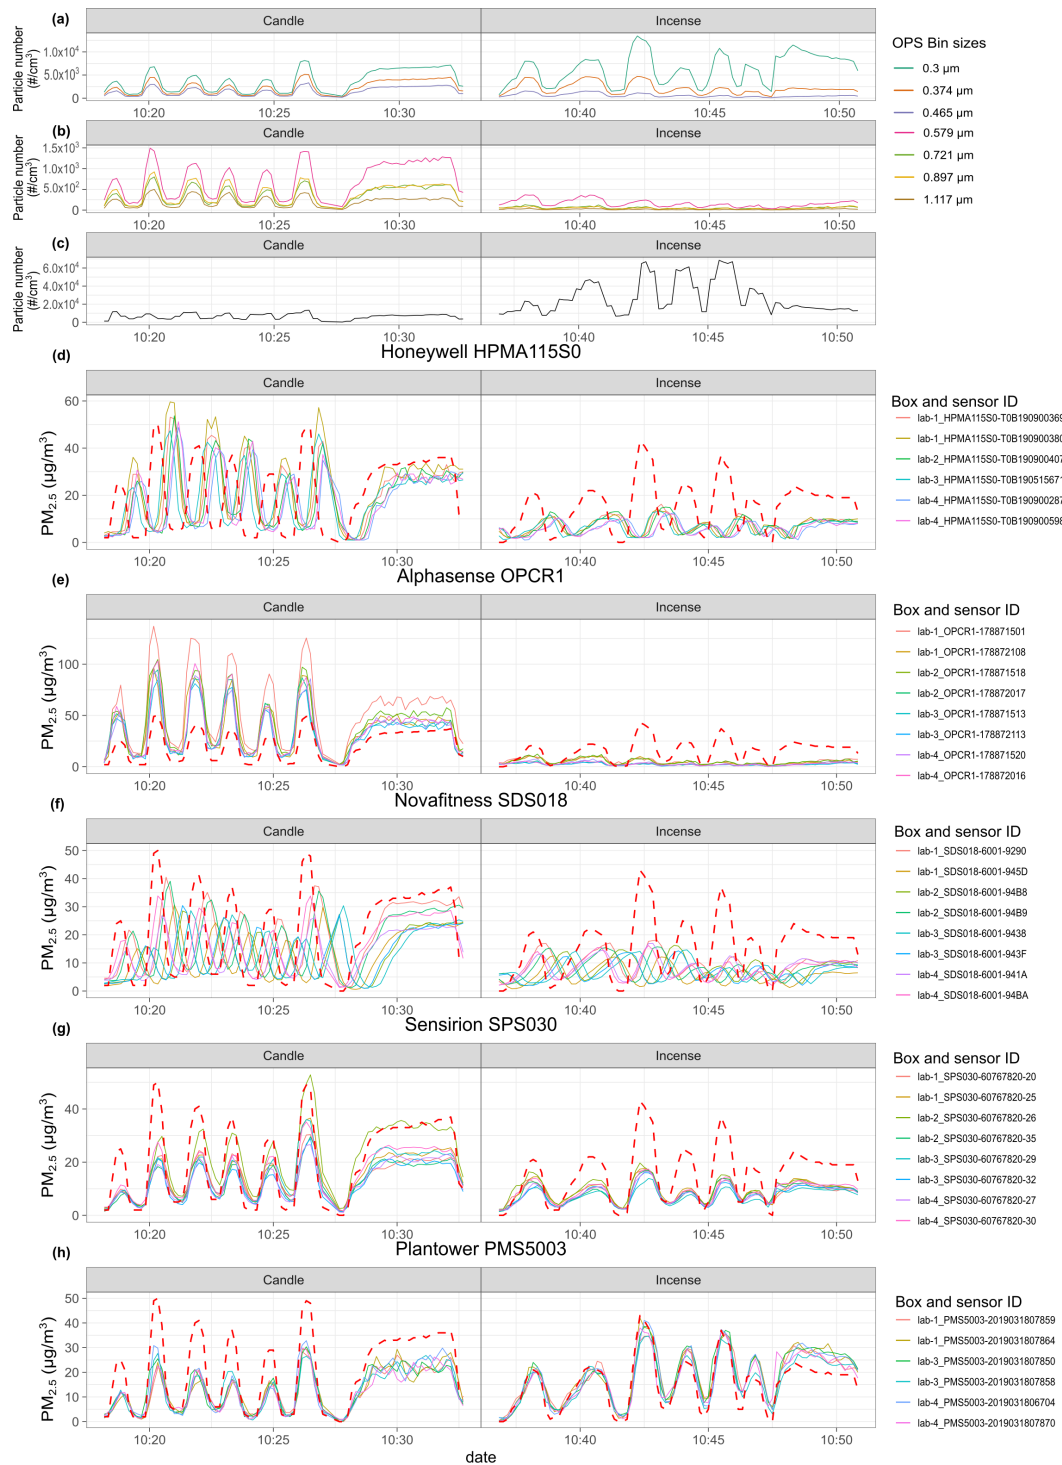 (a)
Candle
Incense
Particle number
(#/cm³)
1.0x10⁴
5.0x10³
0
10:20
10:25
10:30
10:40
10:45
10:50
OPS Bin sizes
0.3 µm
0.374 µm
0.465 µm
0.579 µm
0.721 µm
0.897 µm
1.117 µm
(b)
Candle
Incense
Particle number
(#/cm³)
1.5x10³
1.0x10³
5.0x10²
0
10:20
10:25
10:30
10:40
10:45
10:50
(c)
Candle
Incense
Particle number
(#/cm³)
6.0x10⁴
4.0x10⁴
2.0x10⁴
0
10:20
10:25
10:30
10:40
10:45
10:50
(d)
Honeywell HPMA115S0
Candle
Incense
PM₂.₅ (µg/m³)
60
40
20
0
10:20
10:25
10:30
10:40
10:45
10:50
Box and sensor ID
lab-1_HPMA115S0-T0B190900369
lab-1_HPMA115S0-T0B190900380
lab-2_HPMA115S0-T0B190900407
lab-3_HPMA115S0-T0B190515671
lab-4_HPMA115S0-T0B190900287
lab-4_HPMA115S0-T0B190900598
(e)
Alphasense OPCR1
Candle
Incense
PM₂.₅ (µg/m³)
100
50
0
10:20
10:25
10:30
10:40
10:45
10:50
Box and sensor ID
lab-1_OPCR1-178871501
lab-1_OPCR1-178872108
lab-2_OPCR1-178871518
lab-2_OPCR1-178872017
lab-3_OPCR1-178871513
lab-3_OPCR1-178872113
lab-4_OPCR1-178871520
lab-4_OPCR1-178872016
(f)
Novafitness SDS018
Candle
Incense
PM₂.₅ (µg/m³)
50
40
30
20
10
0
10:20
10:25
10:30
10:40
10:45
10:50
Box and sensor ID
lab-1_SDS018-6001-9290
lab-1_SDS018-6001-945D
lab-2_SDS018-6001-94B8
lab-2_SDS018-6001-94B9
lab-3_SDS018-6001-9438
lab-3_SDS018-6001-943F
lab-4_SDS018-6001-941A
lab-4_SDS018-6001-94BA
(g)
Sensirion SPS030
Candle
Incense
PM₂.₅ (µg/m³)
40
20
0
10:20
10:25
10:30
10:40
10:45
10:50
Box and sensor ID
lab-1_SPS030-60767820-20
lab-1_SPS030-60767820-25
lab-2_SPS030-60767820-26
lab-2_SPS030-60767820-35
lab-3_SPS030-60767820-29
lab-3_SPS030-60767820-32
lab-4_SPS030-60767820-27
lab-4_SPS030-60767820-30
(h)
Plantower PMS5003
Candle
Incense
PM₂.₅ (µg/m³)
50
40
30
20
10
0
10:20
10:25
10:30
10:40
10:45
10:50
date
Box and sensor ID
lab-1_PMS5003-2019031807859
lab-1_PMS5003-2019031807864
lab-3_PMS5003-2019031807850
lab-3_PMS5003-2019031807858
lab-4_PMS5003-2019031806704
lab-4_PMS5003-2019031807870